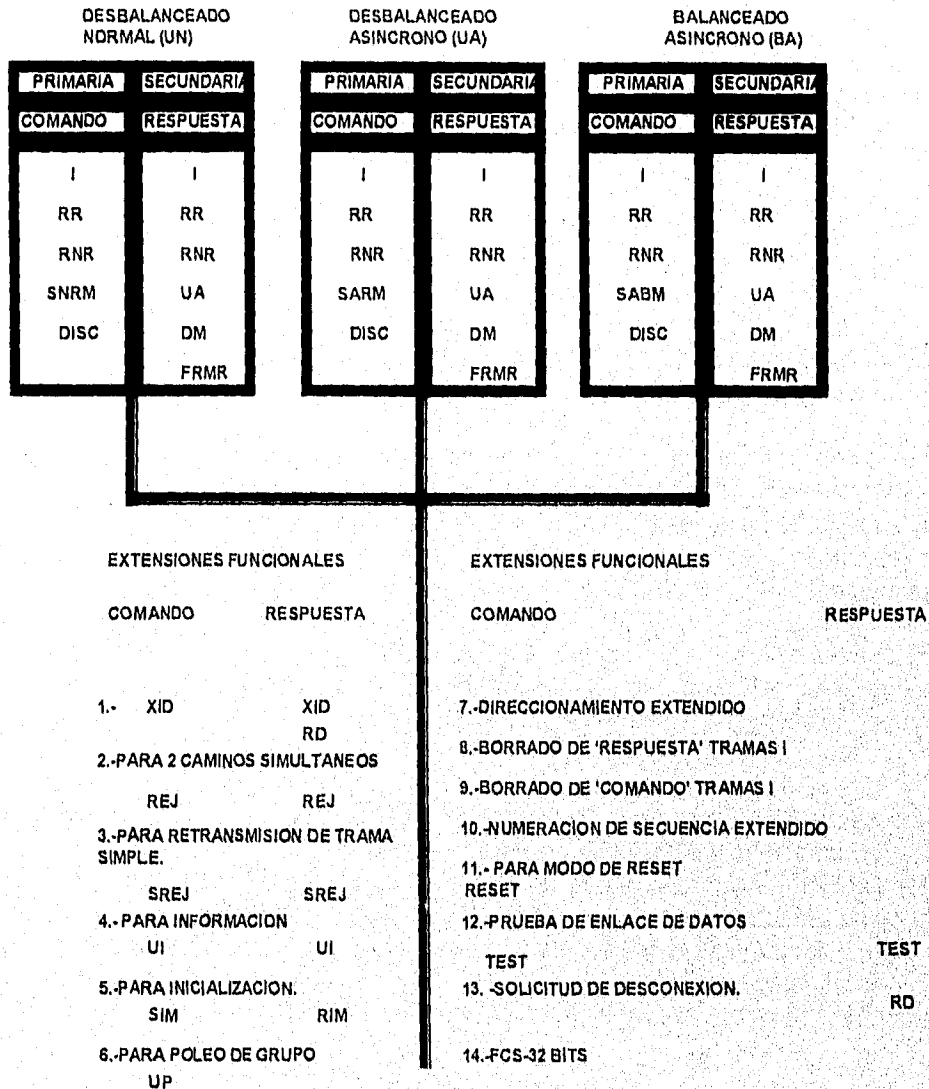 DESBALANCEADO
NORMAL (UN)
DESBALANCEADO
ASINCRONO (UA)
BALANCEADO
ASINCRONO (BA)
PRIMARIA SECUNDARIA
COMANDO RESPUESTA
I I
RR RR
RNR RNR
SNRM UA
DISC DM
FRMR
PRIMARIA SECUNDARIA
COMANDO RESPUESTA
I I
RR RR
RNR RNR
SARM UA
DISC DM
FRMR
PRIMARIA SECUNDARIA
COMANDO RESPUESTA
I I
RR RR
RNR RNR
SABM UA
DISC DM
FRMR
EXTENSIONES FUNCIONALES
COMANDO RESPUESTA
1.- XID XID
RD
2.-PARA 2 CAMINOS SIMULTANEOS
REJ REJ
3.-PARA RETRANSMISION DE TRAMA
SIMPLE.
SREJ SREJ
4.-PARA INFORMACION
UI UI
5.-PARA INICIALIZACION.
SIM RIM
6.-PARA POLEO DE GRUPO
UP
EXTENSIONES FUNCIONALES
COMANDO RESPUESTA
7.-DIRECCIONAMIENTO EXTENDIDO
8.-BORRADO DE 'RESPUESTA' TRAMAS I
9.-BORRADO DE 'COMANDO' TRAMAS I
10.-NUMERACION DE SECUENCIA EXTENDIDO
11.- PARA MODO DE RESET
RESET
12.-PRUEBA DE ENLACE DE DATOS
TEST TEST
13. -SOLICITUD DE DESCONEXION.
RD
14.-FCS-32 BITS